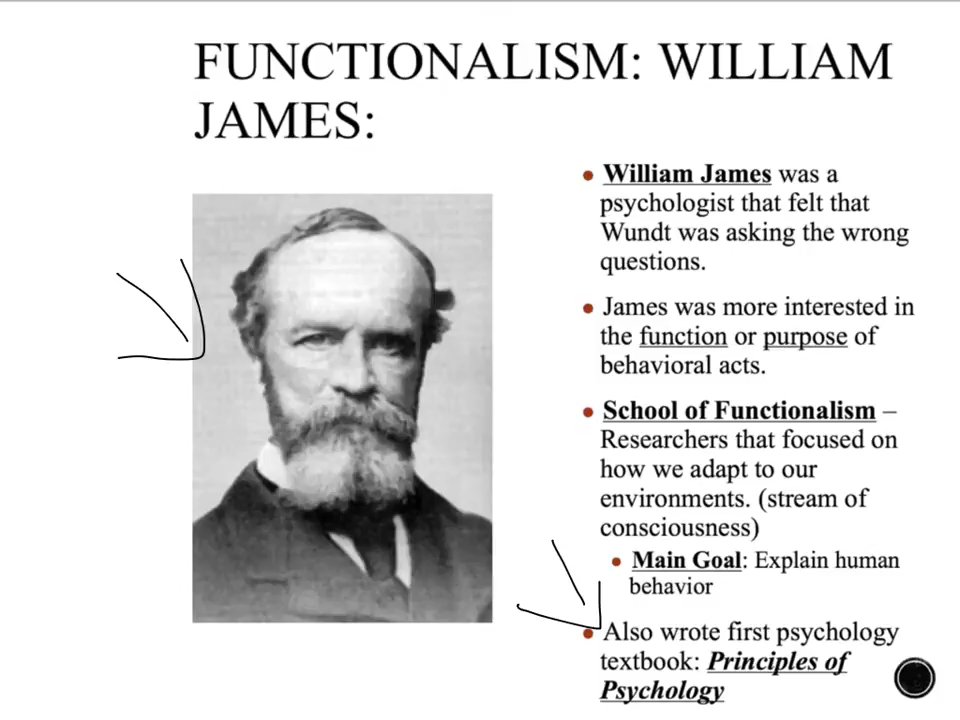 FUNCTIONALISM: WILLIAM
JAMES:
• William James was a
psychologist that felt that
Wundt was asking the wrong
questions.
• James was more interested in
the function or purpose of
behavioral acts.
• School of Functionalism –
Researchers that focused on
how we adapt to our
environments. (stream of
consciousness)
• Main Goal: Explain human
behavior
• Also wrote first psychology
textbook: Principles of
Psychology